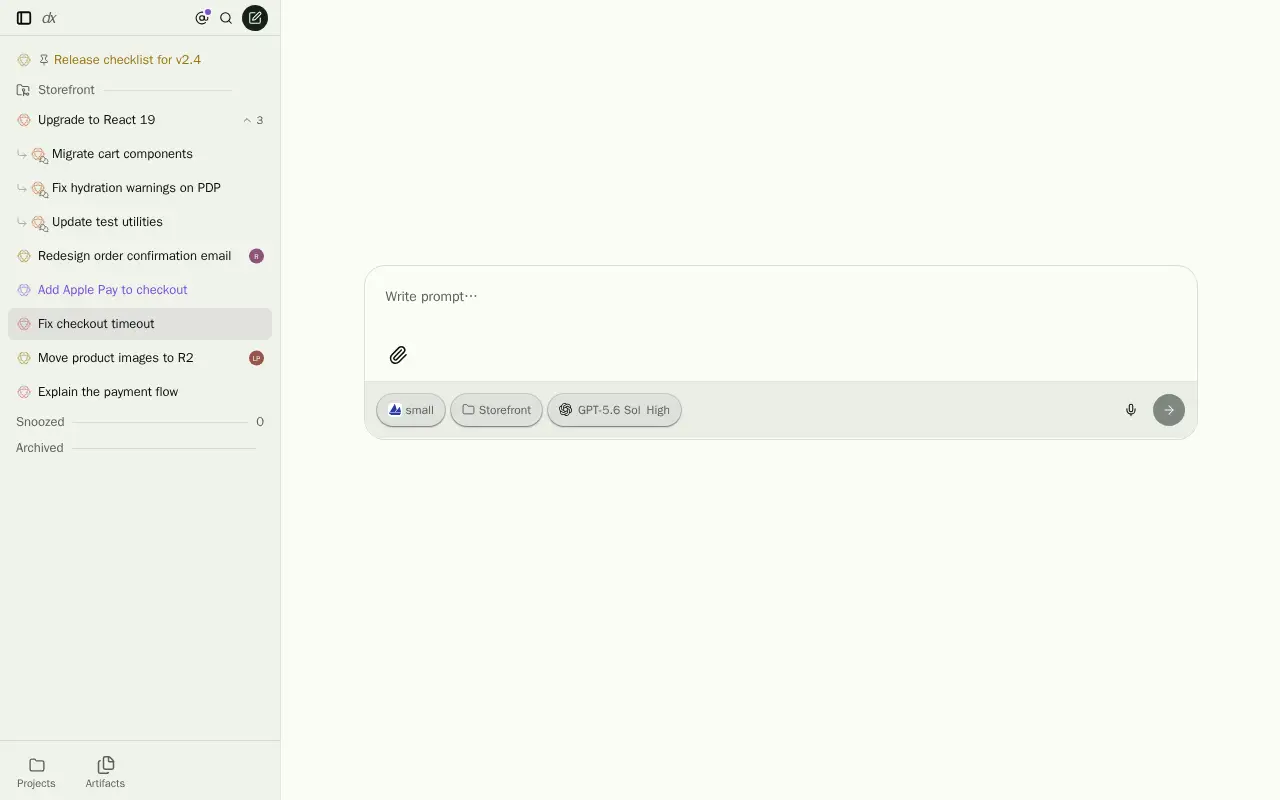 dx
Release checklist for v2.4
Storefront
Upgrade to React 19
3
Migrate cart components
Fix hydration warnings on PDP
Update test utilities
Redesign order confirmation email
R
Add Apple Pay to checkout
Fix checkout timeout
Move product images to R2
LP
Explain the payment flow
Snoozed
0
Archived
Projects
Artifacts
Write prompt···
small
Storefront
GPT-5.6 Sol High